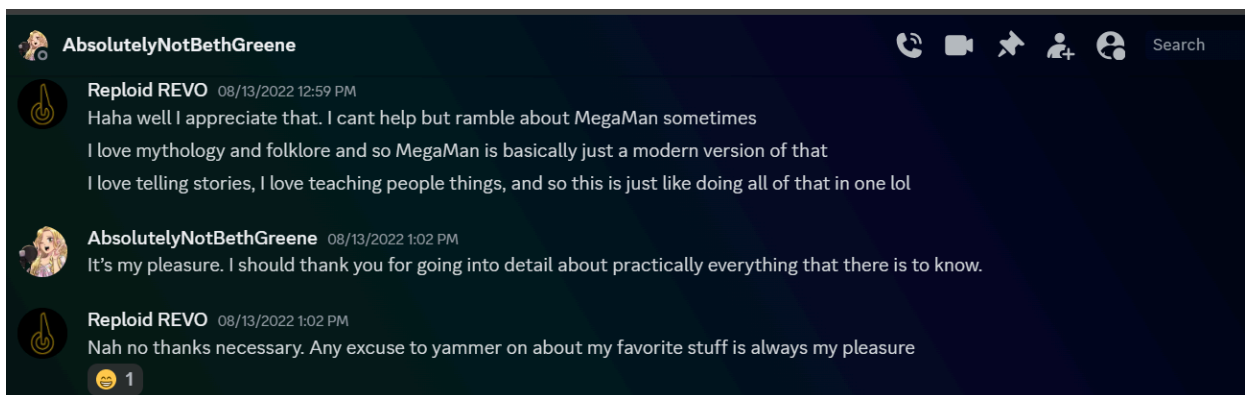 AbsolutelyNotBethGreene
Search
Reploid REVO 08/13/2022 12:59 PM
Haha well I appreciate that. I cant help but ramble about MegaMan sometimes
I love mythology and folklore and so MegaMan is basically just a modern version of that
I love telling stories, I love teaching people things, and so this is just like doing all of that in one lol
AbsolutelyNotBethGreene 08/13/2022 1:02 PM
It’s my pleasure. I should thank you for going into detail about practically everything that there is to know.
Reploid REVO 08/13/2022 1:02 PM
Nah no thanks necessary. Any excuse to yammer on about my favorite stuff is always my pleasure
😄 1